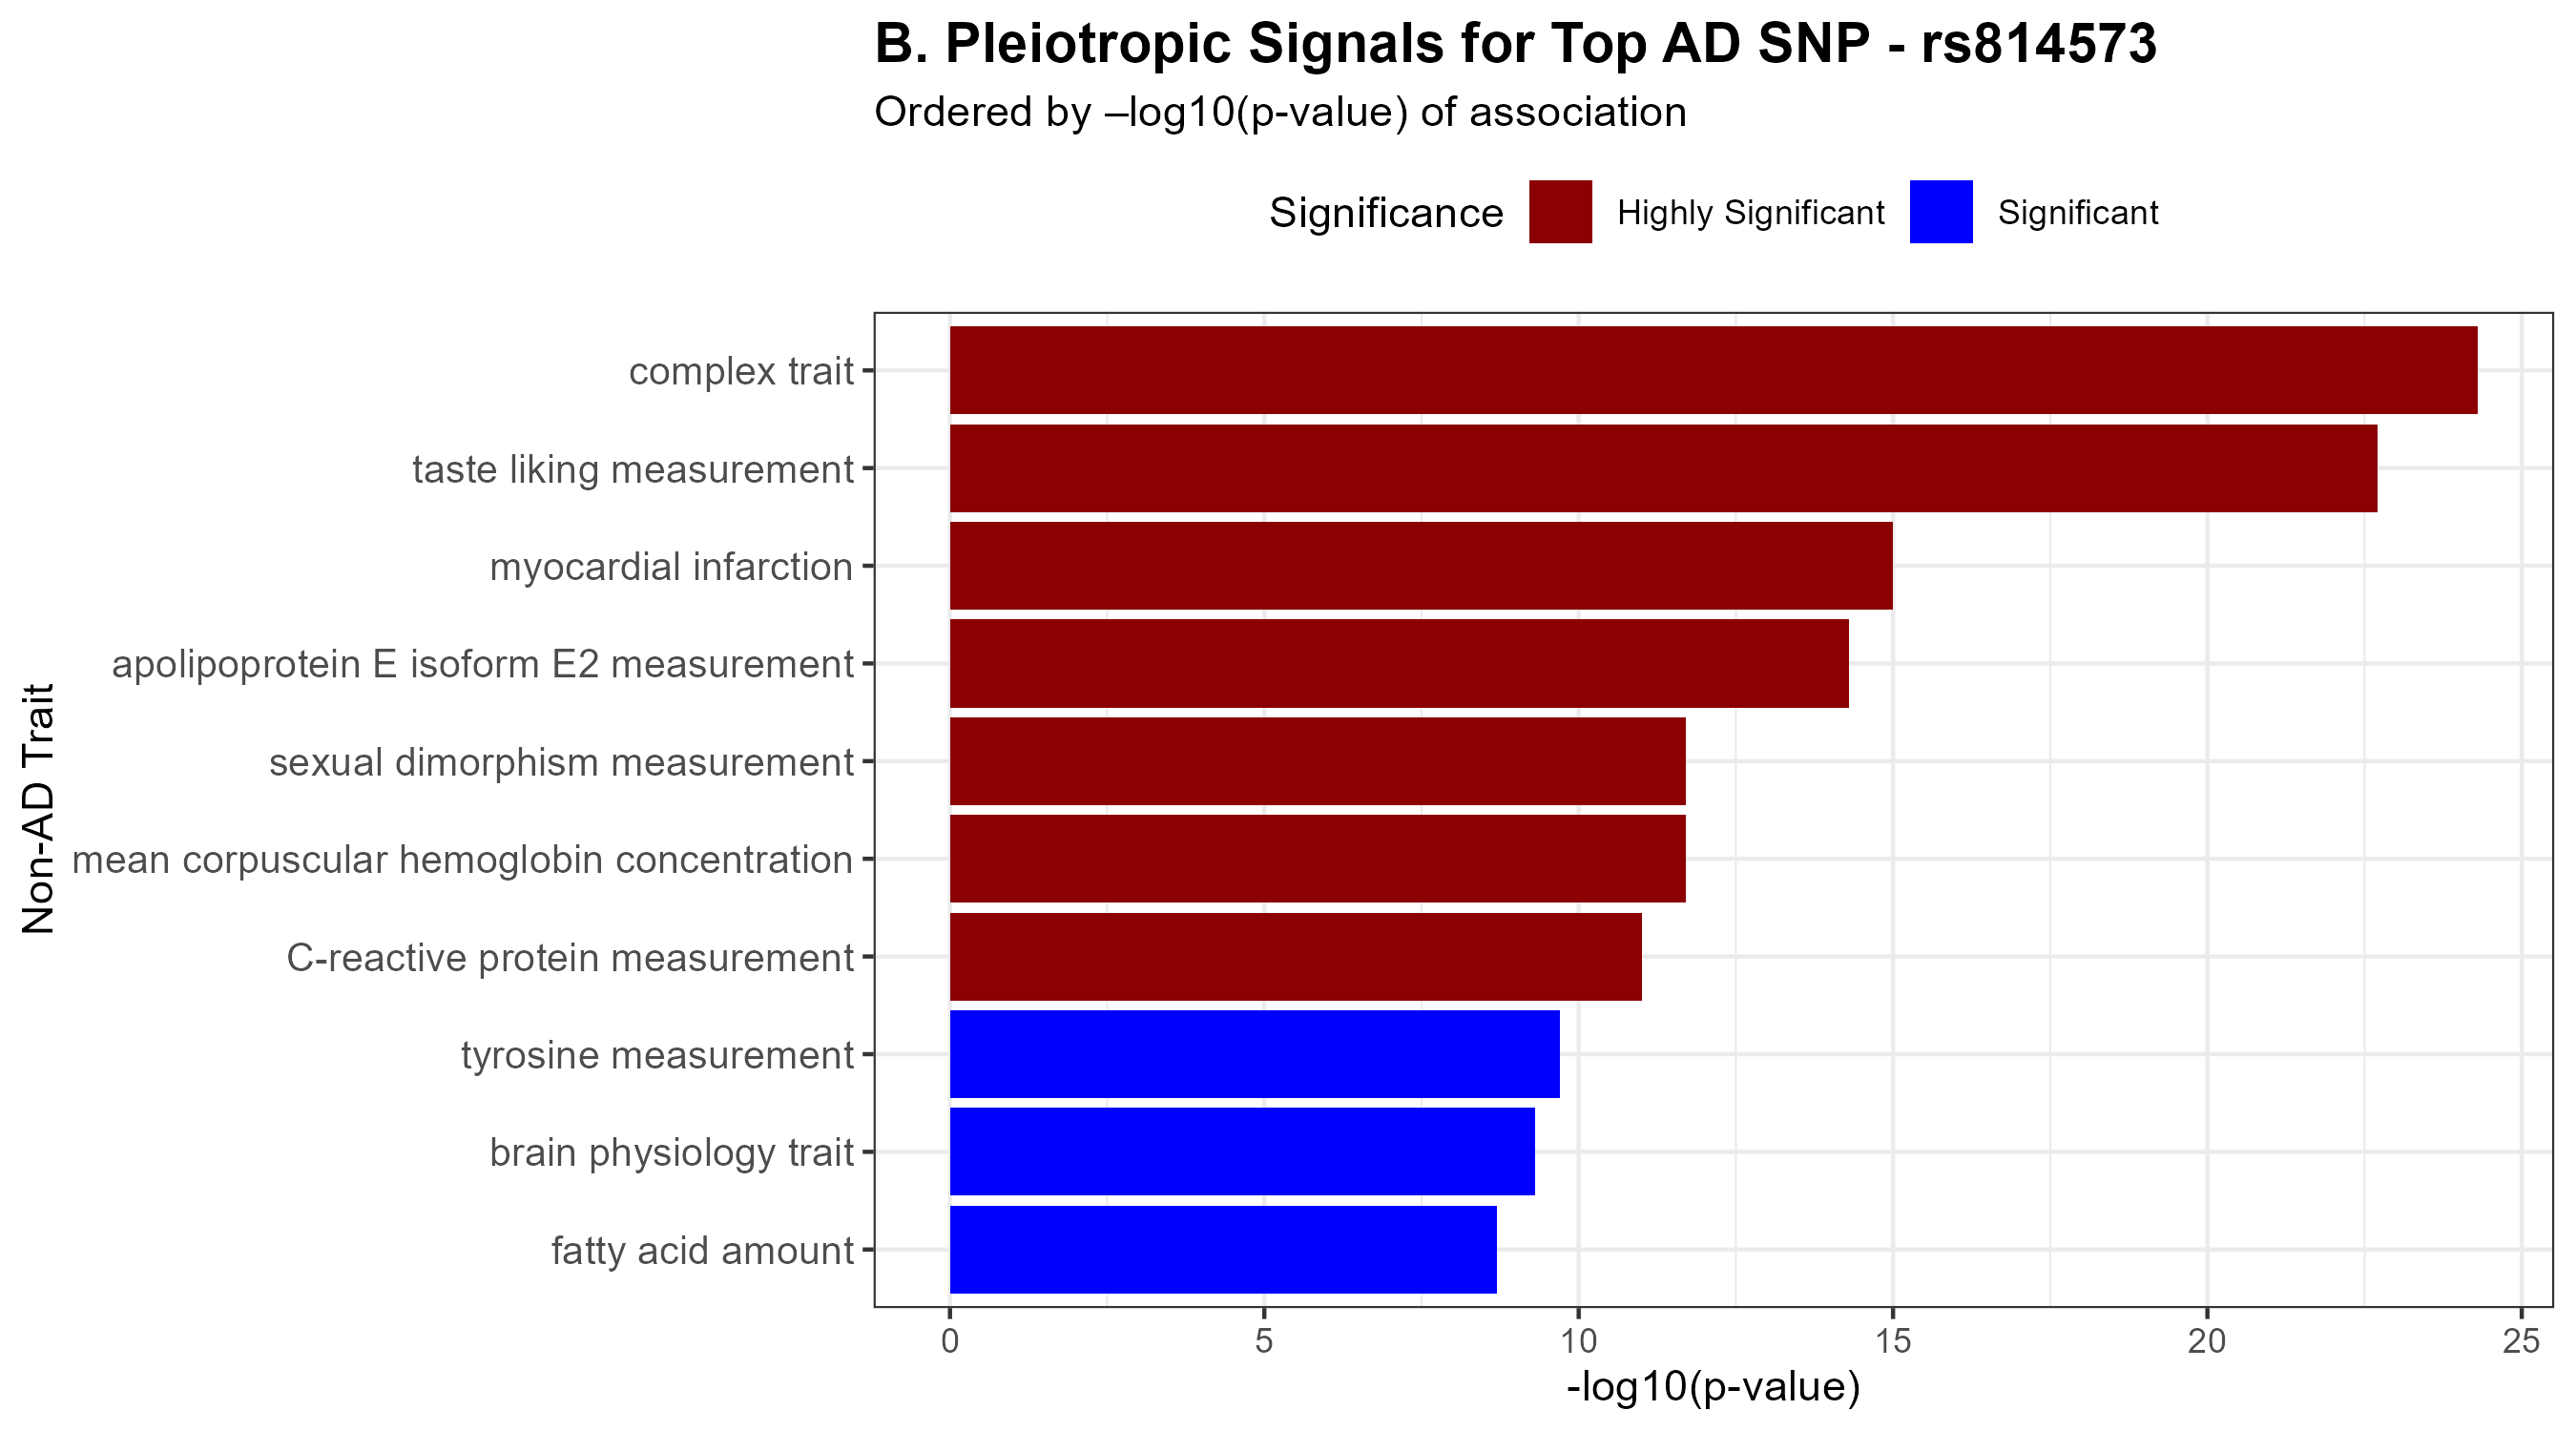 B. Pleiotropic Signals for Top AD SNP - rs814573
Ordered by –log10(p-value) of association
Significance Highly Significant Significant
complex trait
taste liking measurement
myocardial infarction
apolipoprotein E isoform E2 measurement
sexual dimorphism measurement
mean corpuscular hemoglobin concentration
C-reactive protein measurement
tyrosine measurement
brain physiology trait
fatty acid amount
Non-AD Trait
0 5 10 15 20 25
-log10(p-value)